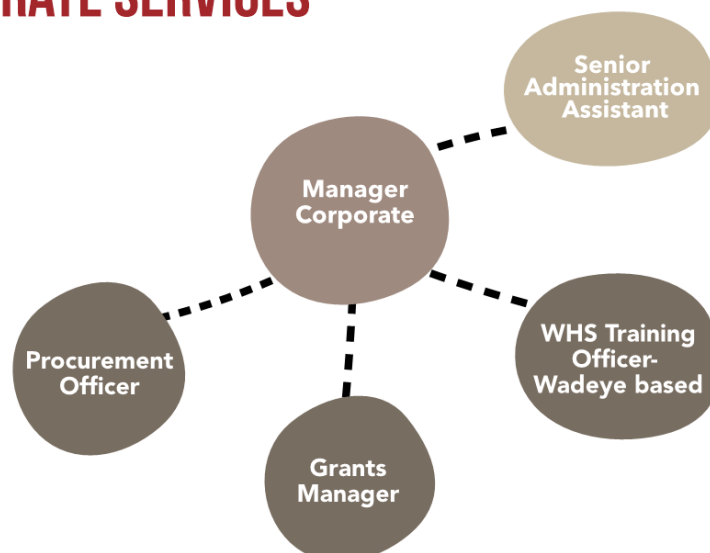 RATE SERVICES
Senior
Administration
Assistant
Manager
Corporate
WHS Training
Officer-
Wadeye based
Procurement
Officer
Grants
Manager